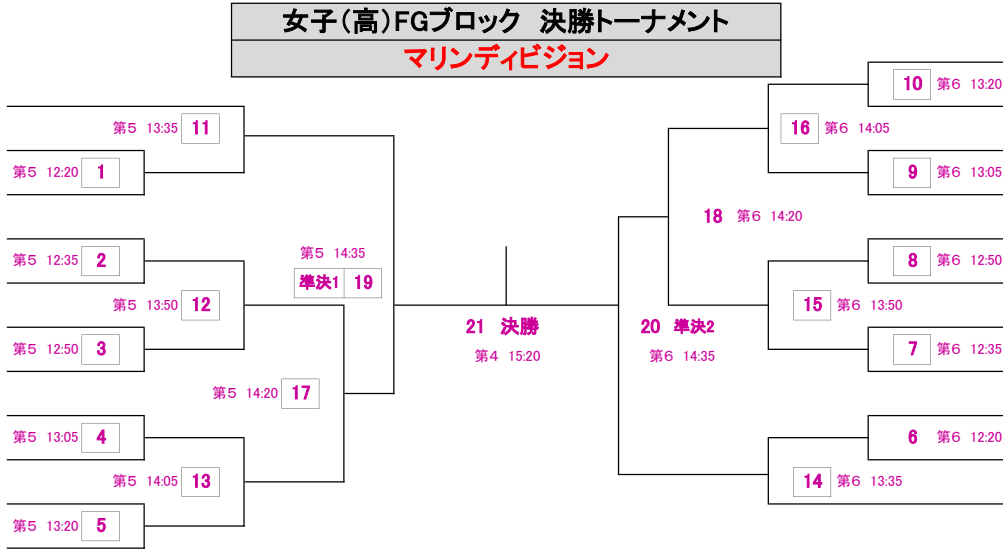 女子(高)FGブロック 決勝トーナメント
マリンディビジョン
第5 13:35 11
第5 12:20 1
第5 12:35 2
第5 13:50 12
第5 12:50 3
第5 14:35
準決1 19
第5 14:20 17
第5 13:05 4
第5 14:05 13
第5 13:20 5
21 決勝
第4 15:20
10 第6 13:20
16 第6 14:05
9 第6 13:05
18 第6 14:20
8 第6 12:50
15 第6 13:50
20 準決2
第6 14:35
7 第6 12:35
6 第6 12:20
14 第6 13:35